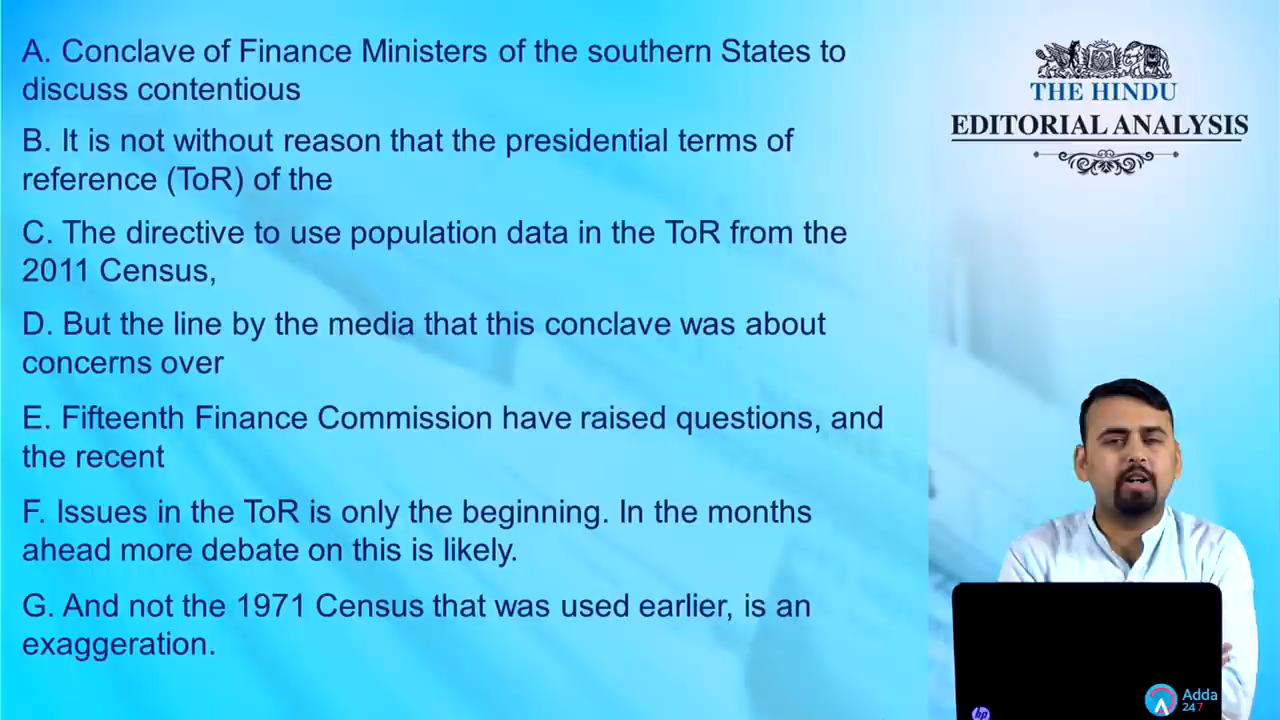 A. Conclave of Finance Ministers of the southern States to
discuss contentious
B. It is not without reason that the presidential terms of
reference (ToR) of the
C. The directive to use population data in the ToR from the
2011 Census,
D. But the line by the media that this conclave was about
concerns over
E. Fifteenth Finance Commission have raised questions, and
the recent
F. Issues in the ToR is only the beginning. In the months
ahead more debate on this is likely.
G. And not the 1971 Census that was used earlier, is an
exaggeration.
THE HINDU
EDITORIAL ANALYSIS
hp
Adda
247